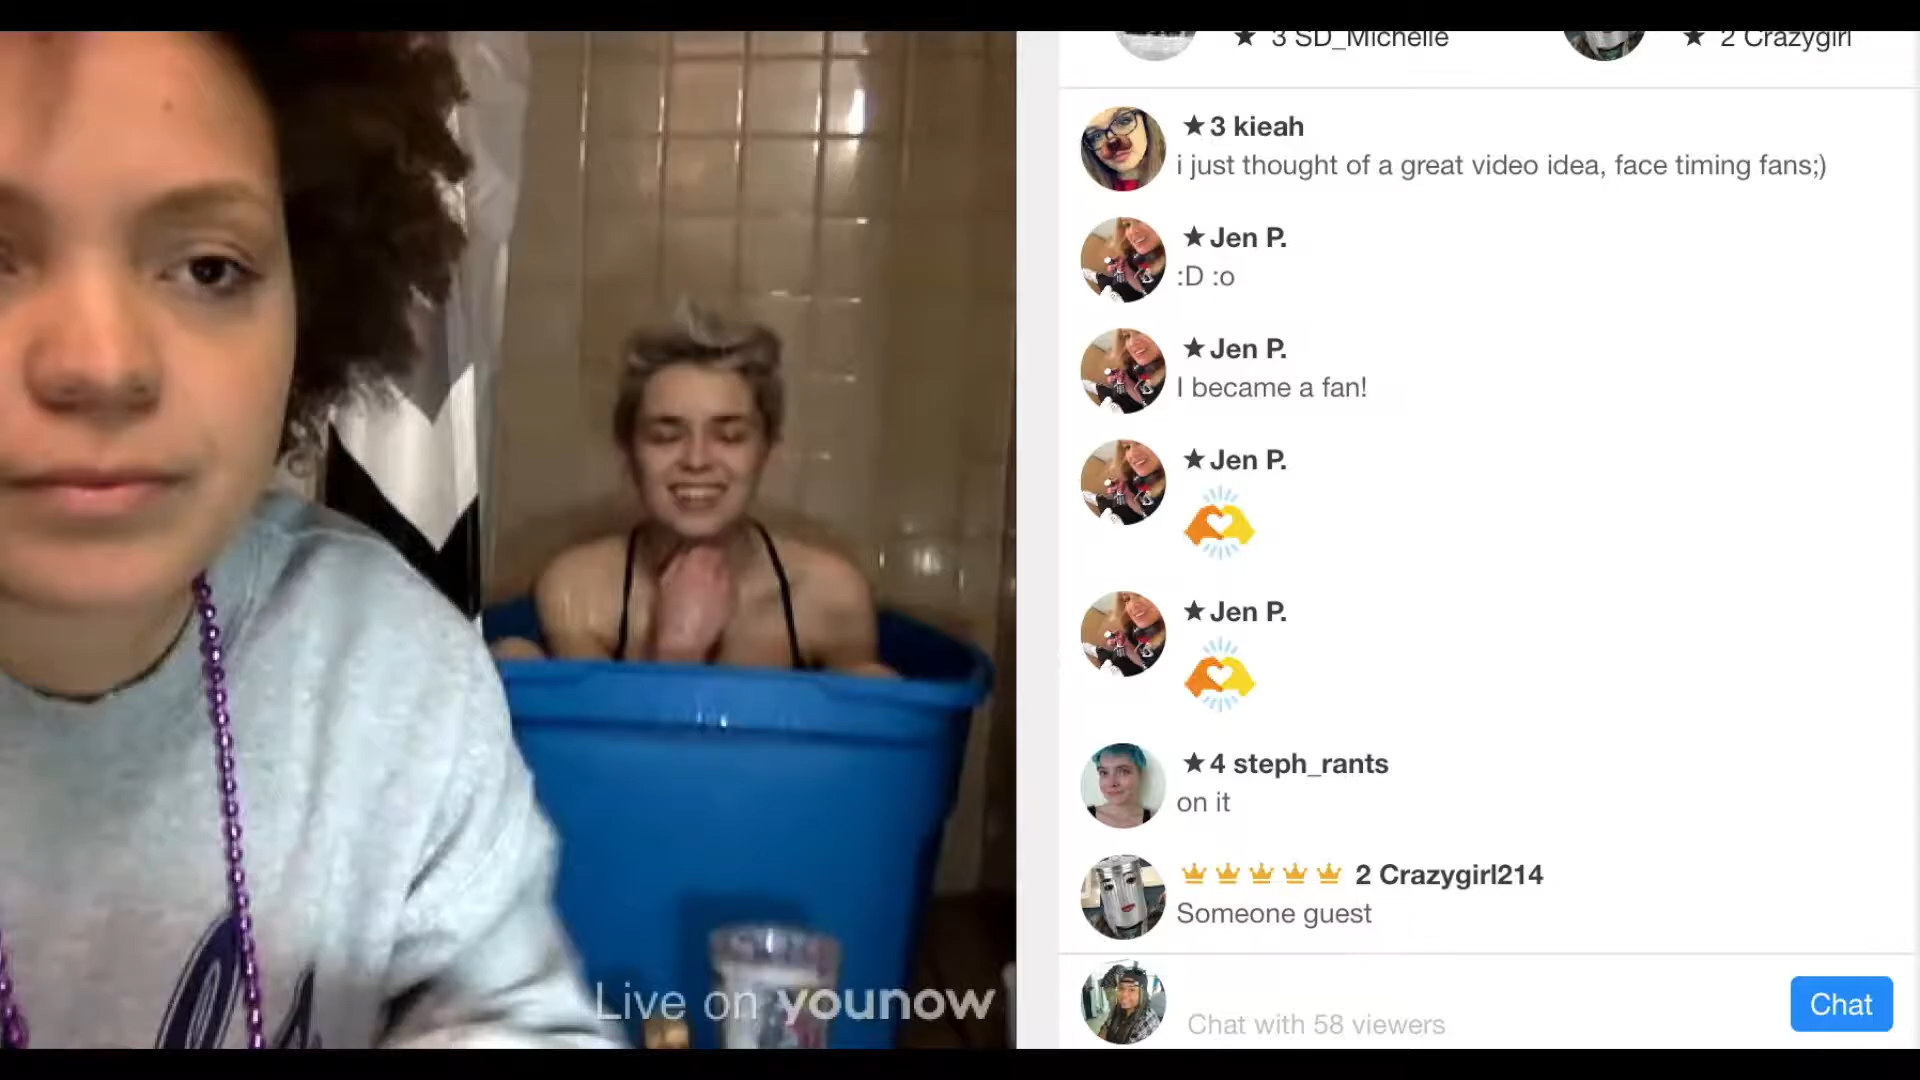 ★ 3 SD_Michelle
★ 2 Crazygirl
★3 kieah
i just thought of a great video idea, face timing fans;)
★Jen P.
:D :o
★Jen P.
I became a fan!
★Jen P.
★Jen P.
★4 steph_rants
on it
2 Crazygirl214
Someone guest
Chat with 58 viewers
Chat
Live on younow